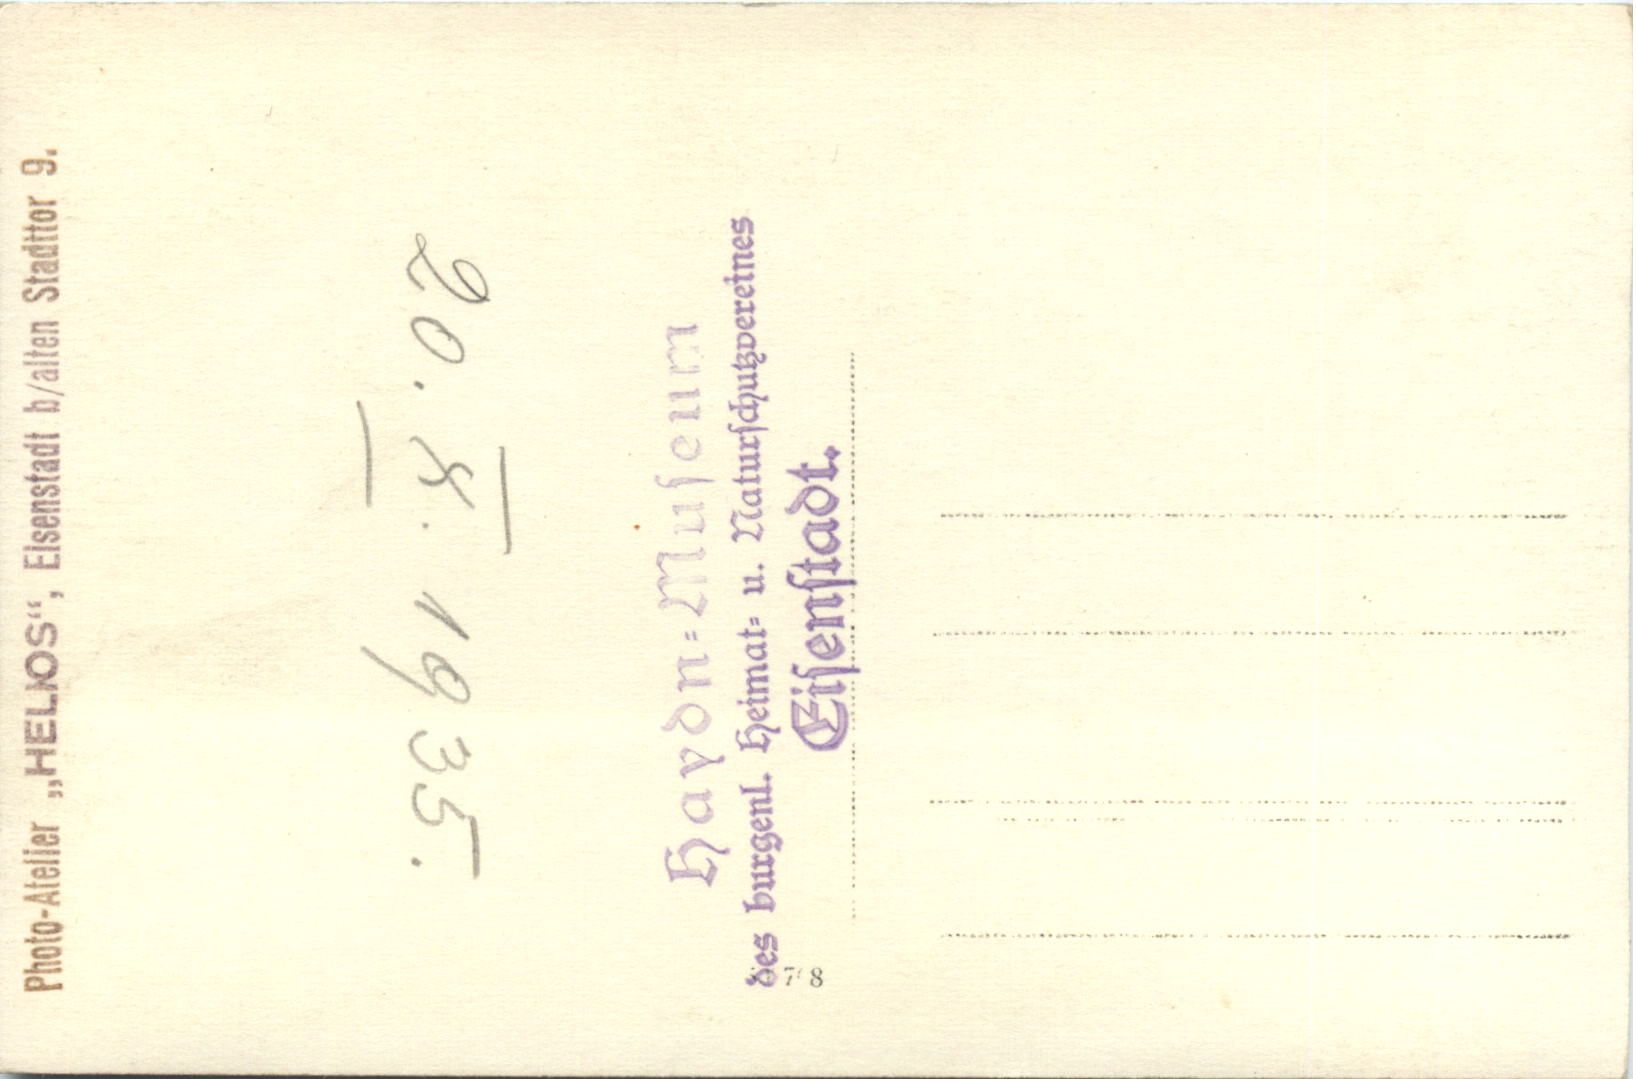 Photo-Atelier „HELIOS“, Eisenstadt b/alten Stadttor 9.
20. X. 1935.
Haydn=Museum
des burgenl. Heimat= u. Naturschutzvereines
Eisenstadt.